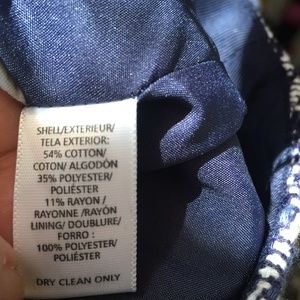 SHELL/EXTERIEUR/
TELA EXTERIOR:
54% COTTON/
COTON/ ALGODÓN
35% POLYESTER/
POLIÉSTER
11% RAYON/
RAYONNE /RAYÓN
LINING/ DOUBLURE/
FORRO :
100% POLYESTER/
POLIÉSTER
DRY CLEAN ONLY